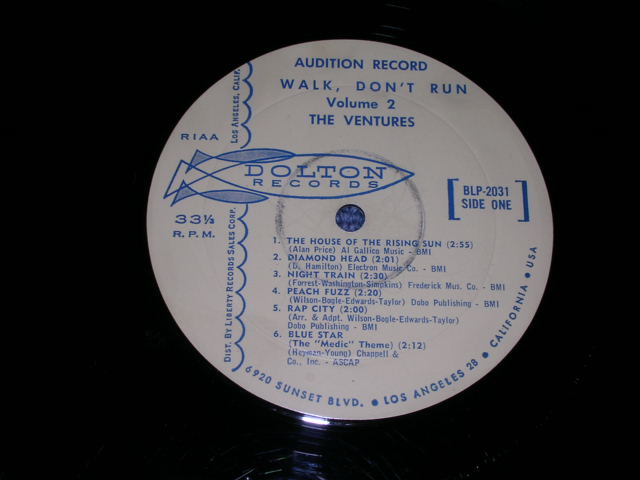 AUDITION RECORD
WALK, DON'T RUN
Volume 2
THE VENTURES
RIAA
LOS ANGELES, CALIF.
DIST. BY LIBERTY RECORDS SALES CORP.
DOLTON
RECORDS
33⅓
R.P.M.
BLP-2031
SIDE ONE
1. THE HOUSE OF THE RISING SUN (2:55)
(Alan Price) Al Gallico Music - BMI
2. DIAMOND HEAD (2:01)
(D. Hamilton) Electron Music Co. - BMI
3. NIGHT TRAIN (2:30)
(Forrest-Washington-Simpkins) Frederick Mus. Co. - BMI
4. PEACH FUZZ (2:20)
(Wilson-Bogle-Edwards-Taylor) Dobo Publishing - BMI
5. RAP CITY (2:00)
(Arr. & Adpt. Wilson-Bogle-Edwards-Taylor)
Dobo Publishing - BMI
6. BLUE STAR
(The "Medic" Theme) (2:12)
(Heyman-Young) Chappell &
Co., Inc. - ASCAP
6920 SUNSET BLVD. • LOS ANGELES 28 • CALIFORNIA • USA